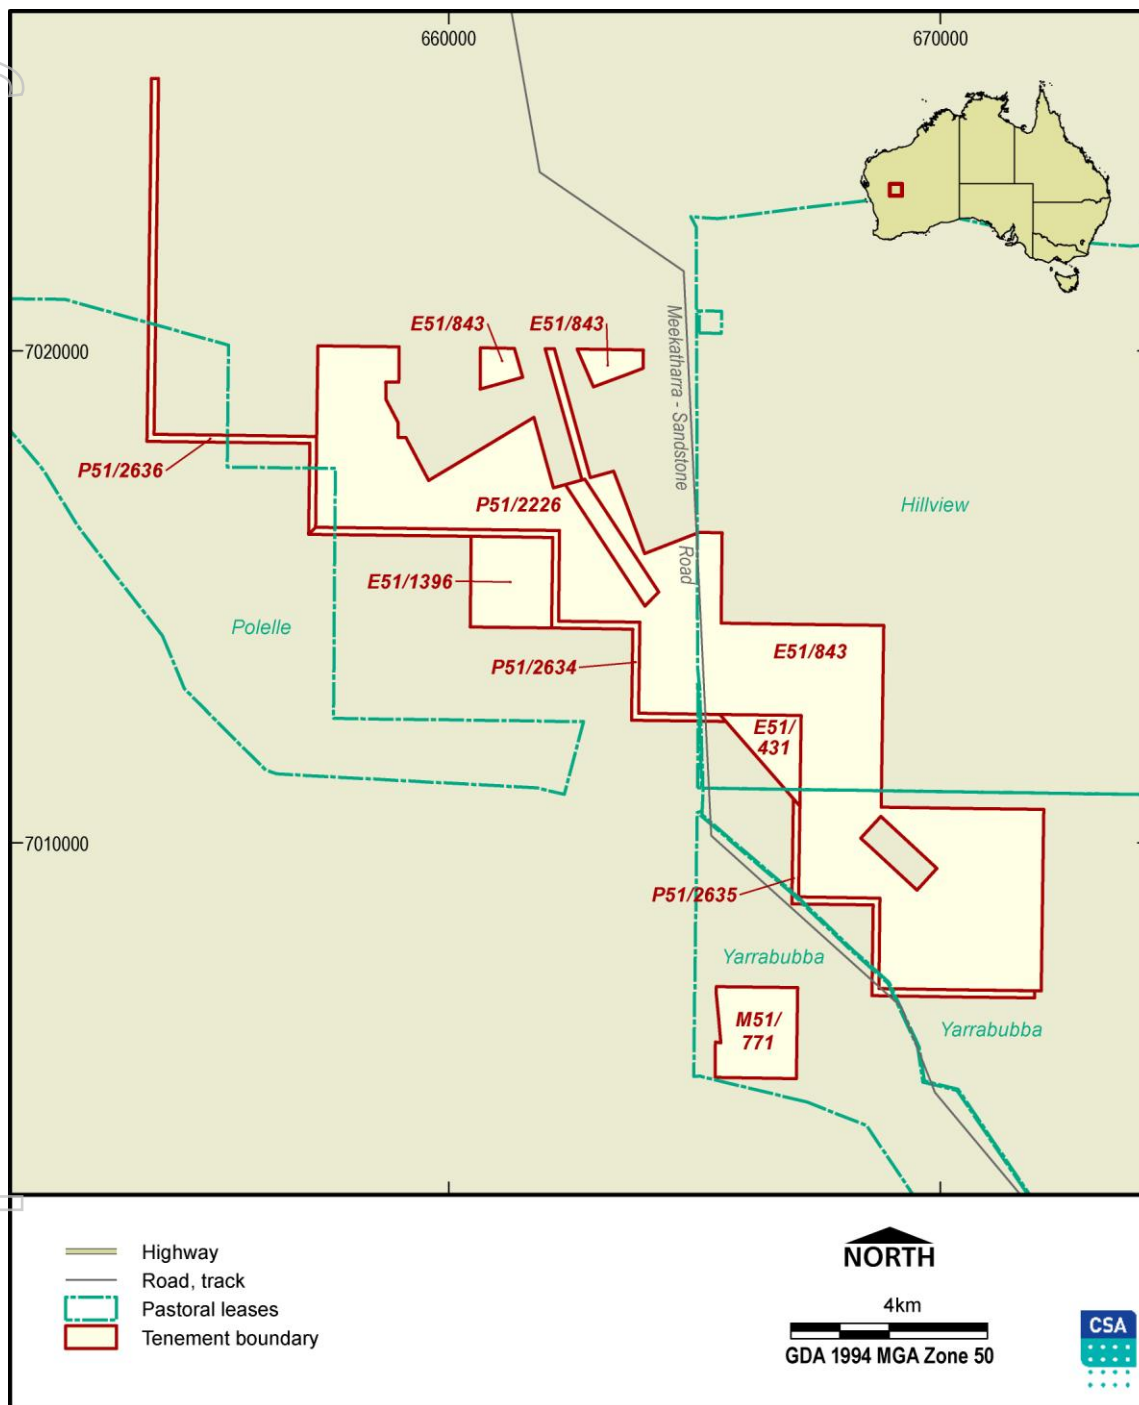 660000
670000
E51/843
E51/843
7020000
Meekatharra - Sandstone
Road
P51/2636
P51/2226
Hillview
E51/1396
Polelle
P51/2634
E51/843
E51/
431
7010000
P51/2635
Yarrabubba
M51/
771
Yarrabubba
Highway
Road, track
Pastoral leases
Tenement boundary
NORTH
4km
GDA 1994 MGA Zone 50
CSA